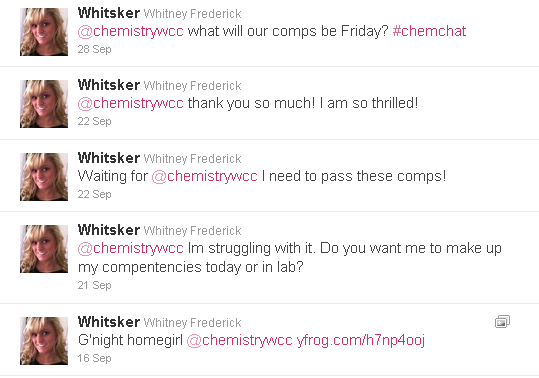 Whitsker Whitney Frederick
@chemistrywcc what will our comps be Friday? #chemchat
28 Sep
Whitsker Whitney Frederick
@chemistrywcc thank you so much! I am so thrilled!
22 Sep
Whitsker Whitney Frederick
Waiting for @chemistrywcc I need to pass these comps!
22 Sep
Whitsker Whitney Frederick
@chemistrywcc Im struggling with it. Do you want me to make up
my compentencies today or in lab?
21 Sep
Whitsker Whitney Frederick
G'night homegirl @chemistrywcc yfrog.com/h7np4ooj
16 Sep